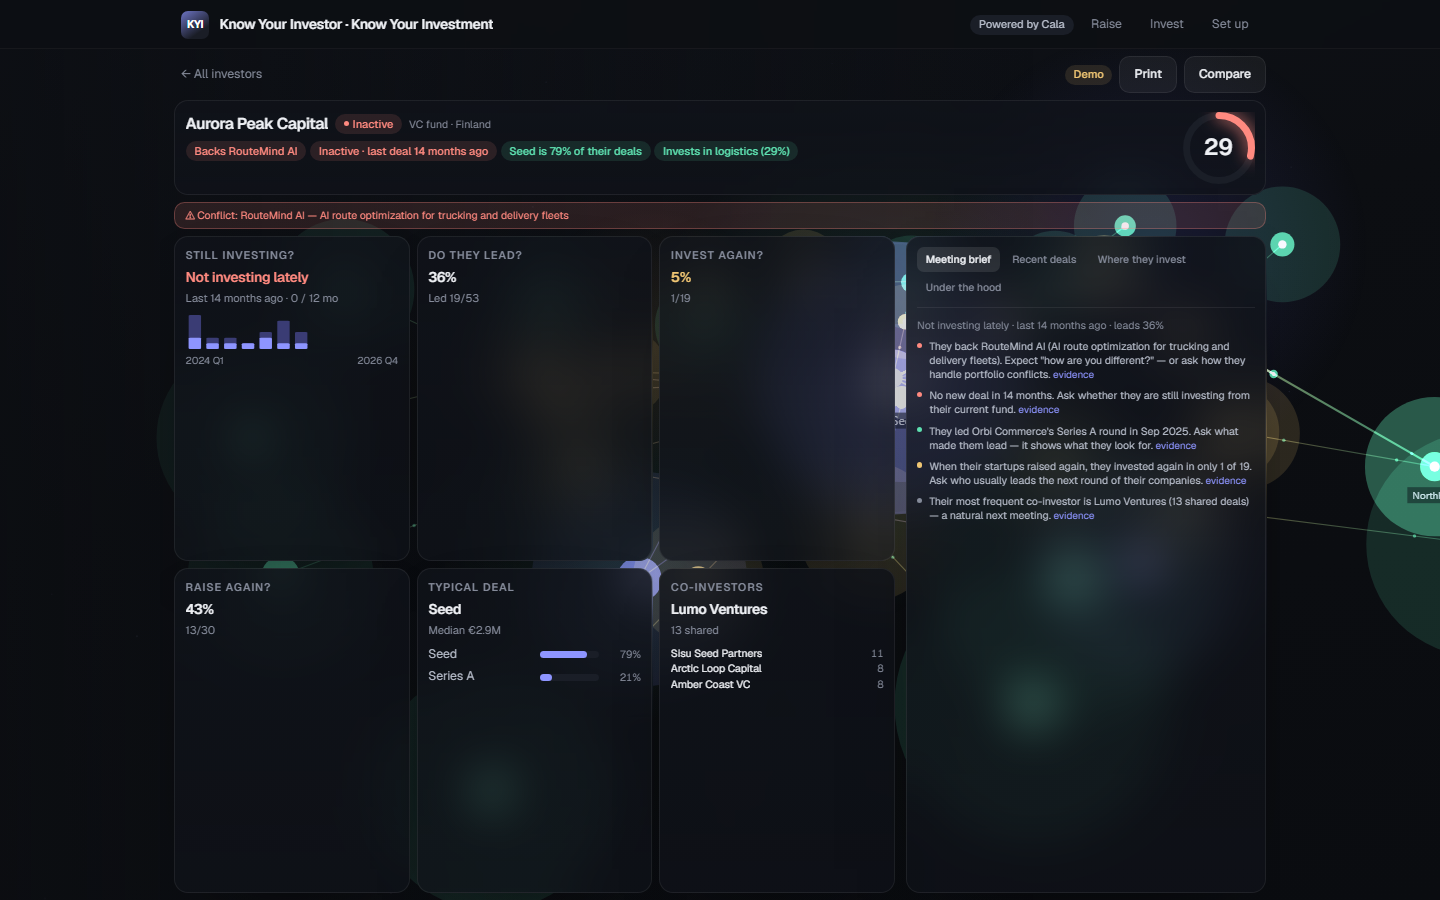 KYI
Know Your Investor · Know Your Investment
Powered by Cala
Raise
Invest
Set up
← All investors
Demo
Print
Compare
Aurora Peak Capital
Inactive
VC fund · Finland
Backs RouteMind AI
Inactive · last deal 14 months ago
Seed is 79% of their deals
Invests in logistics (29%)
29
⚠ Conflict: RouteMind AI — AI route optimization for trucking and delivery fleets
STILL INVESTING?
Not investing lately
Last 14 months ago · 0 / 12 mo
2024 Q1
2026 Q4
DO THEY LEAD?
36%
Led 19/53
INVEST AGAIN?
5%
1/19
Meeting brief
Recent deals
Where they invest
Under the hood
Not investing lately · last 14 months ago · leads 36%
They back RouteMind AI (AI route optimization for trucking and
delivery fleets). Expect "how are you different?" — or ask how they
handle portfolio conflicts. evidence
No new deal in 14 months. Ask whether they are still investing from
their current fund. evidence
They led Orbi Commerce's Series A round in Sep 2025. Ask what
made them lead — it shows what they look for. evidence
When their startups raised again, they invested again in only 1 of 19.
Ask who usually leads the next round of their companies. evidence
Their most frequent co-investor is Lumo Ventures (13 shared deals)
— a natural next meeting. evidence
RAISE AGAIN?
43%
13/30
TYPICAL DEAL
Seed
Median €2.9M
Seed
79%
Series A
21%
CO-INVESTORS
Lumo Ventures
13 shared
Sisu Seed Partners
11
Arctic Loop Capital
8
Amber Coast VC
8